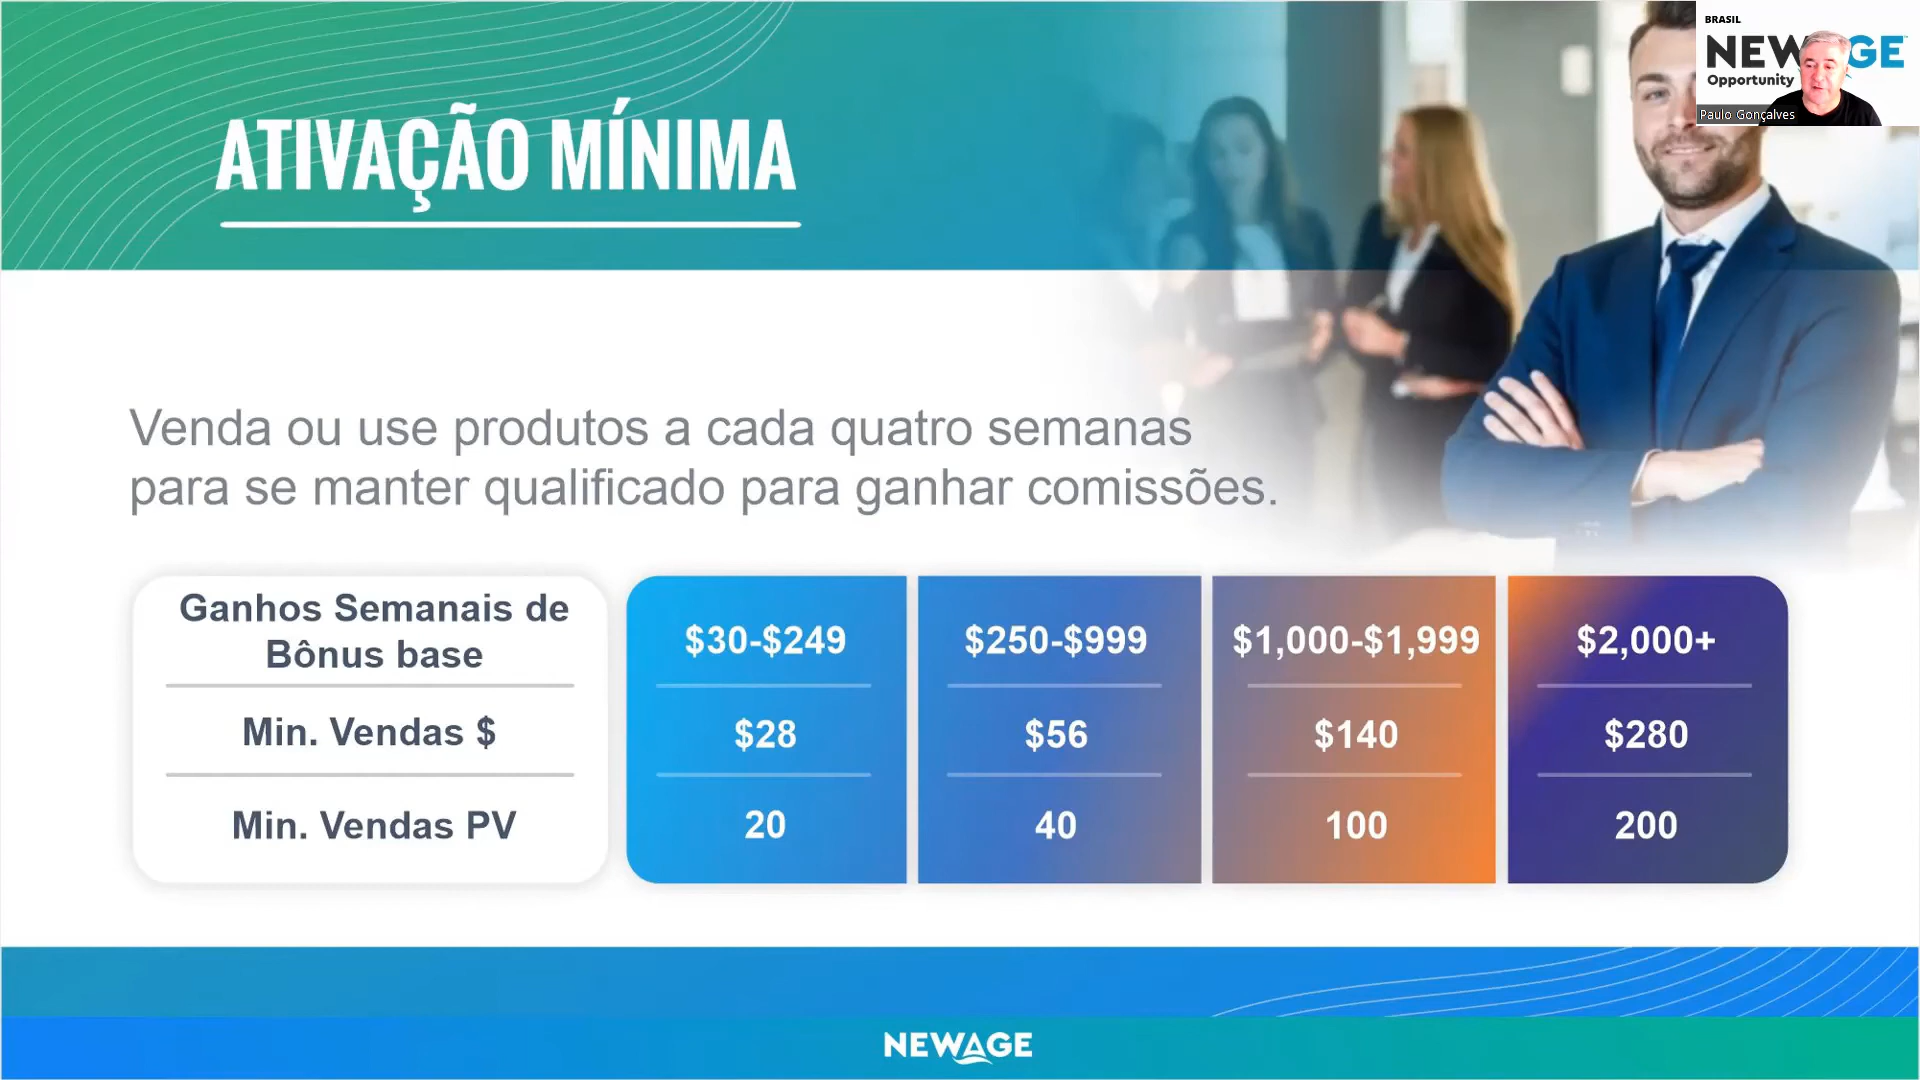 BRASIL
NEWAGE
Opportunity
Paulo Gonçalves
ATIVAÇÃO MÍNIMA
Venda ou use produtos a cada quatro semanas
para se manter qualificado para ganhar comissões.
Ganhos Semanais de
Bônus base
$30-$249
$250-$999
$1,000-$1,999
$2,000+
Min. Vendas $
$28
$56
$140
$280
Min. Vendas PV
20
40
100
200
NEWAGE